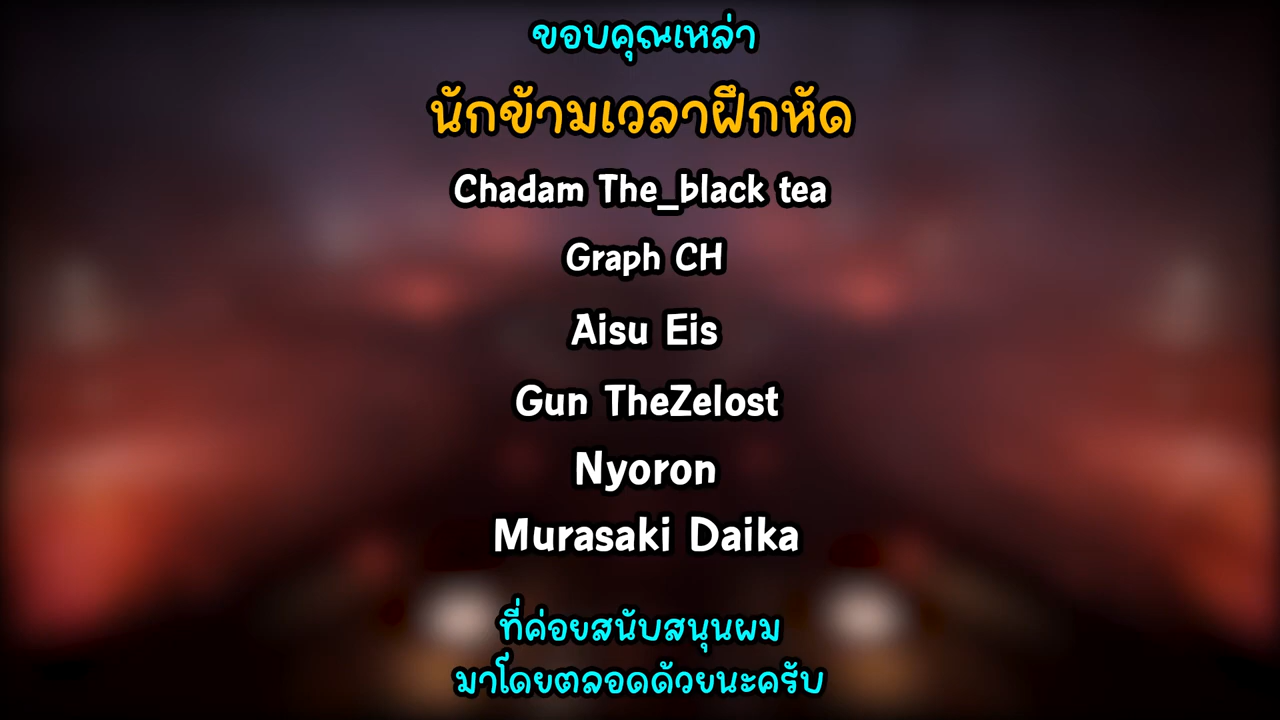 ขอบคุณเหล่า
นักข้ามเวลาฝึกหัด
Chadam The_black tea
Graph CH
Aisu Eis
Gun TheZelost
Nyoron
Murasaki Daika
ที่ค่อยสนับสนุนผม
มาโดยตลอดด้วยนะครับ